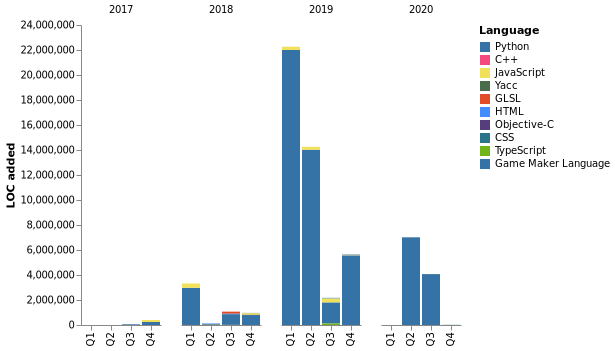 2017 2018 2019 2020
24,000,000
22,000,000
20,000,000
18,000,000
16,000,000
14,000,000
12,000,000
10,000,000
8,000,000
6,000,000
4,000,000
2,000,000
0
LOC added
Q1 Q2 Q3 Q4 Q1 Q2 Q3 Q4 Q1 Q2 Q3 Q4 Q1 Q2 Q3 Q4
Language
Python
C++
JavaScript
Yacc
GLSL
HTML
Objective-C
CSS
TypeScript
Game Maker Language